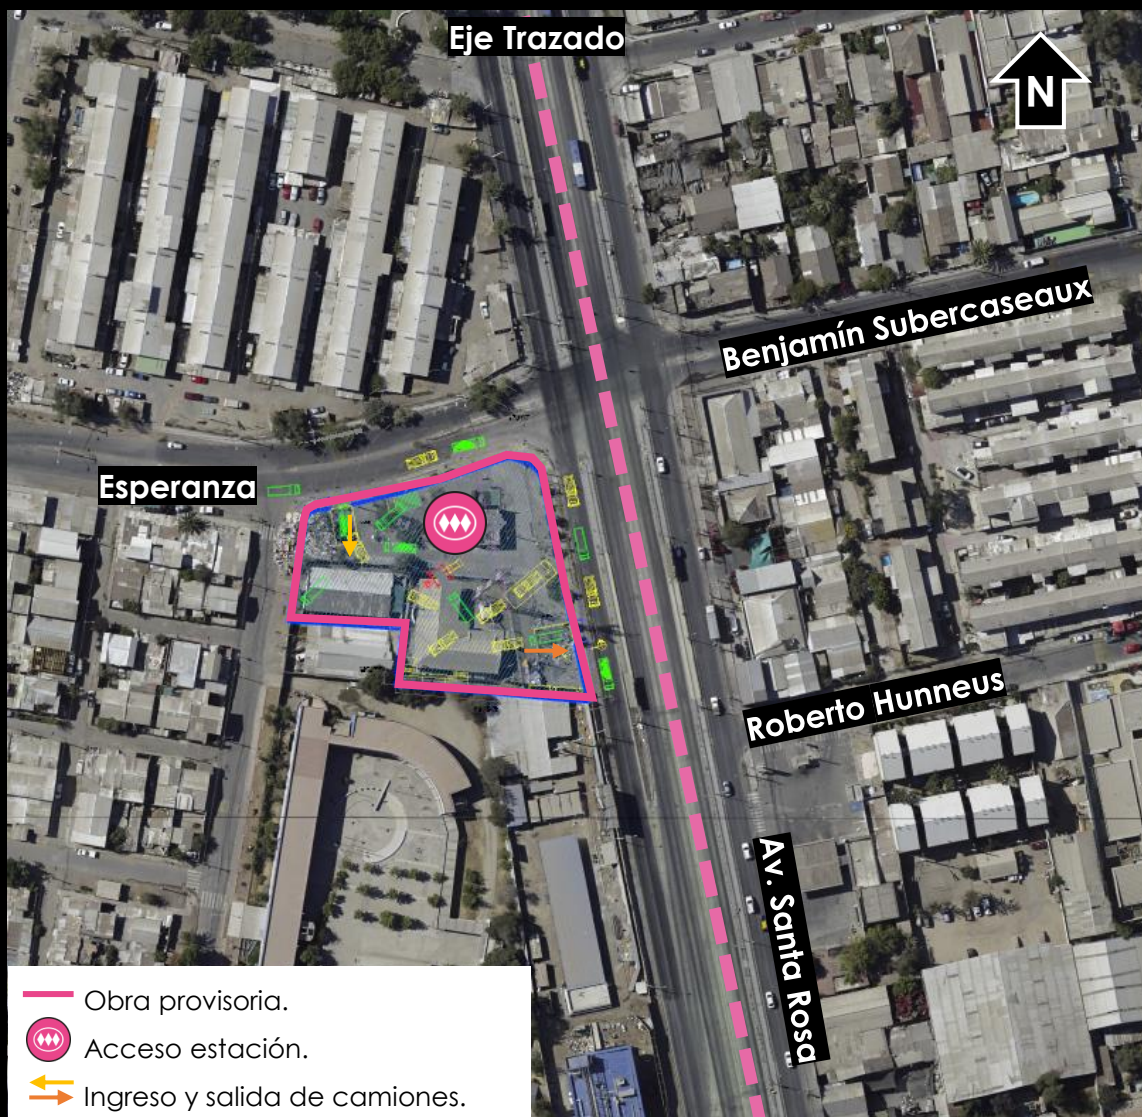 Eje Trazado
N
Benjamín Subercaseaux
Esperanza
Roberto Hunneus
Av. Santa Rosa
Obra provisoria.
Acceso estación.
Ingreso y salida de camiones.